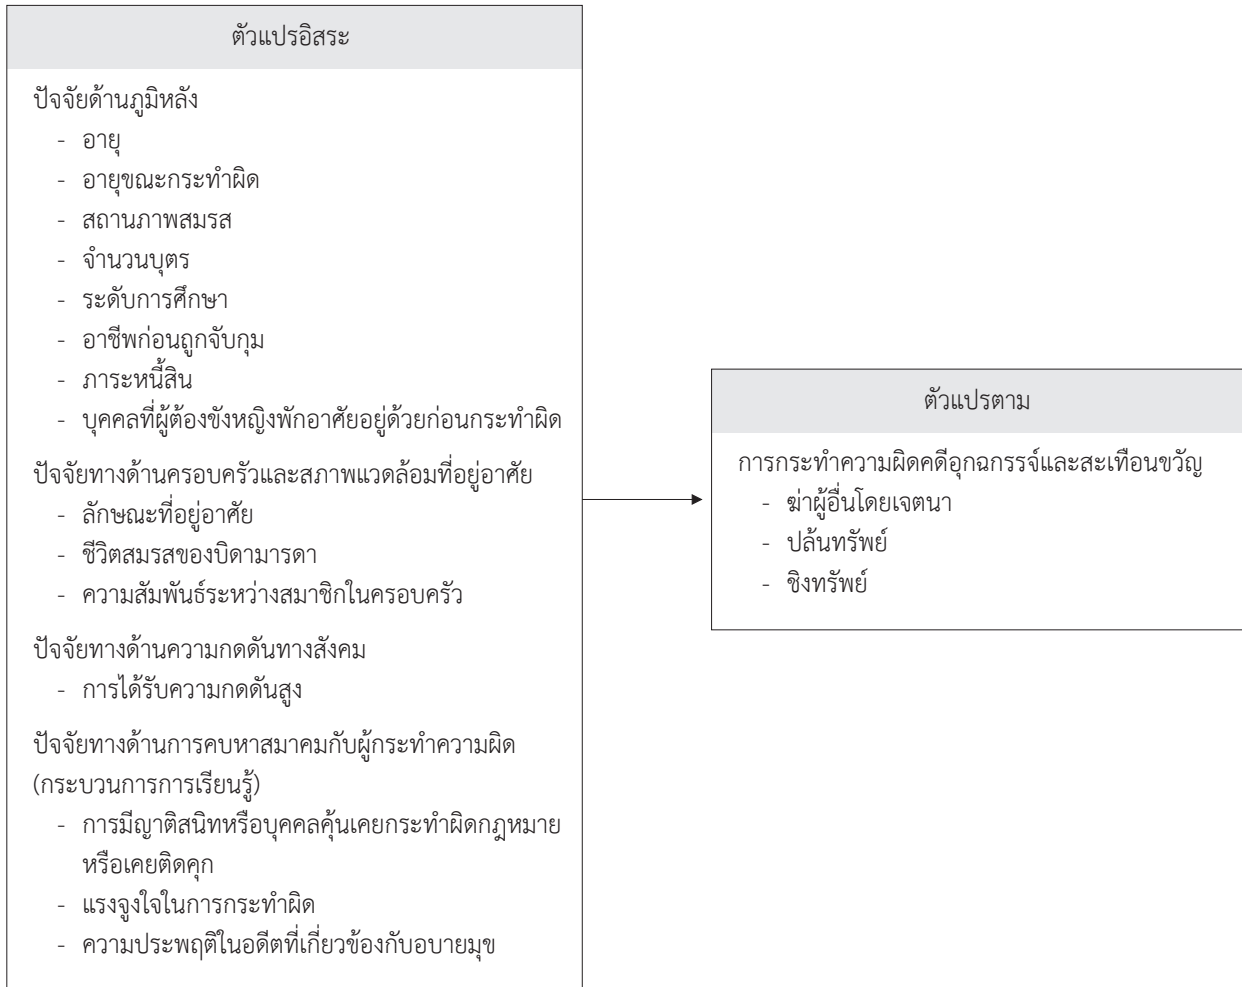 ตัวแปรอิสระ
ปัจจัยด้านภูมิหลัง
- อายุ
- อายุขณะกระทำผิด
- สถานภาพสมรส
- จำนวนบุตร
- ระดับการศึกษา
- อาชีพก่อนถูกจับกุม
- ภาระหนี้สิน
- บุคคลที่ผู้ต้องขังหญิงพักอาศัยอยู่ด้วยก่อนกระทำผิด
ปัจจัยทางด้านครอบครัวและสภาพแวดล้อมที่อยู่อาศัย
- ลักษณะที่อยู่อาศัย
- ชีวิตสมรสของบิดามารดา
- ความสัมพันธ์ระหว่างสมาชิกในครอบครัว
ปัจจัยทางด้านความกดดันทางสังคม
- การได้รับความกดดันสูง
ปัจจัยทางด้านการคบหาสมาคมกับผู้กระทำความผิด
(กระบวนการการเรียนรู้)
- การมีญาติสนิทหรือบุคคลคุ้นเคยกระทำผิดกฎหมาย
หรือเคยติดคุก
- แรงจูงใจในการกระทำผิด
- ความประพฤติในอดีตที่เกี่ยวข้องกับอบายมุข
ตัวแปรตาม
การกระทำความผิดคดีอุกฉกรรจ์และสะเทือนขวัญ
- ฆ่าผู้อื่นโดยเจตนา
- ปล้นทรัพย์
- ชิงทรัพย์